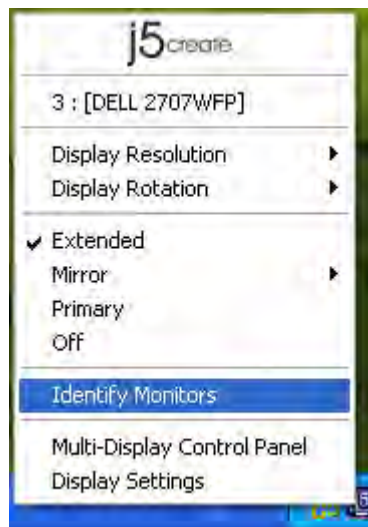 j5create
3 : [DELL 2707WFP]
Display Resolution
Display Rotation
Extended
Mirror
Primary
Off
Identify Monitors
Multi-Display Control Panel
Display Settings